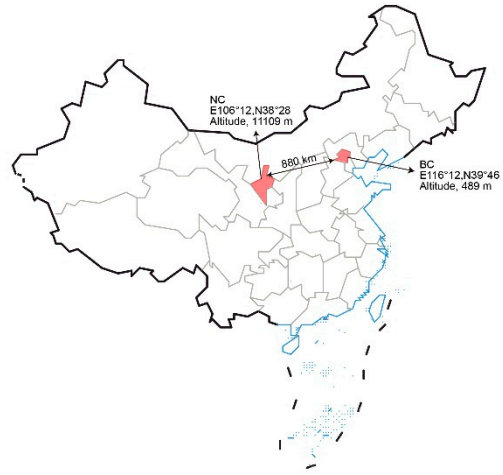 NC
E106°12,N38°28
Altitude, 11109 m
880 km
BC
E116°12,N39°46
Altitude, 489 m